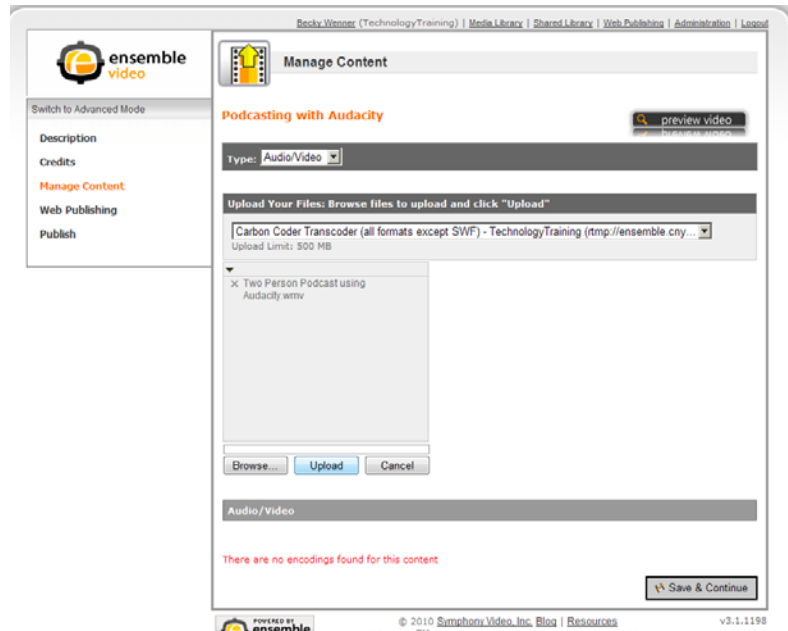 Becky Wenner (TechnologyTraining) | Media Library | Shared Library | Web Publishing | Administration | Logout
ensemble
video
Manage Content
Switch to Advanced Mode
Description
Credits
Manage Content
Web Publishing
Publish
Podcasting with Audacity
preview video
Type: Audio/Video
Upload Your Files: Browse files to upload and click "Upload"
Carbon Coder Transcoder (all formats except SWF) - TechnologyTraining (rtmp://ensemble.cny...
Upload Limit: 500 MB
Two Person Podcast using
Audacity.wmv
Browse... Upload Cancel
Audio/Video
There are no encodings found for this content
Save & Continue
POWERED BY
ensemble
© 2010 Symphony Video, Inc. Blog | Resources
v3.1.1198